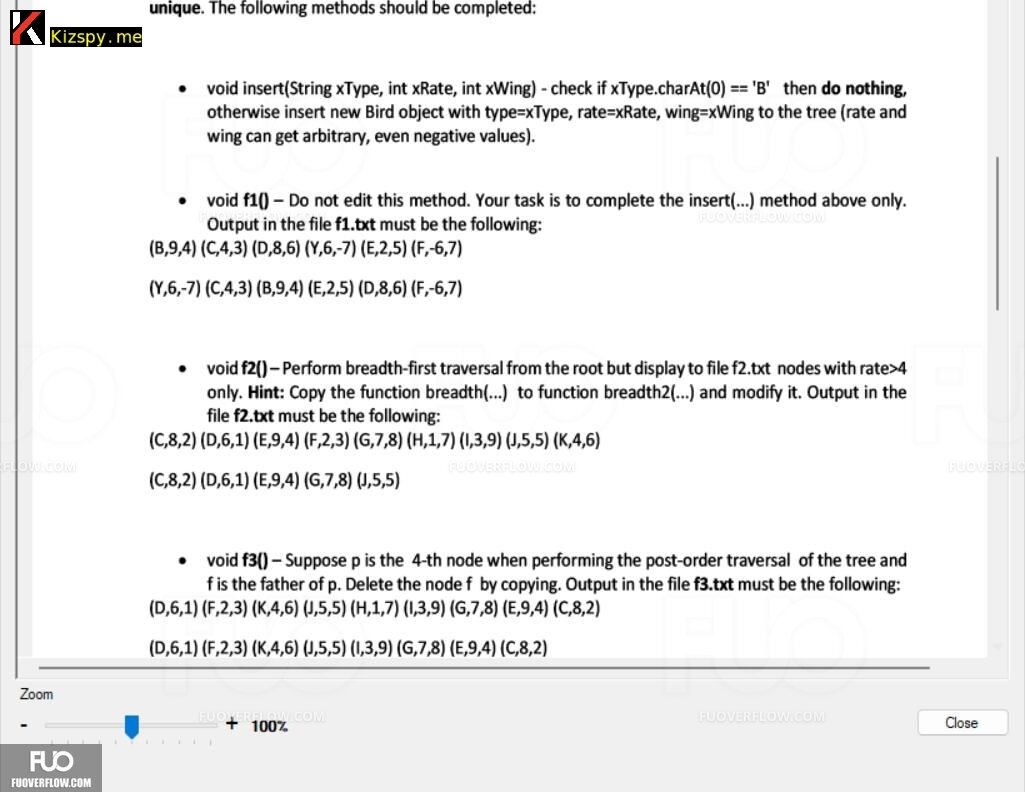 unique. The following methods should be completed:
Kizspy.me
• void insert(String xType, int xRate, int xWing) - check if xType.charAt(0) == 'B' then do nothing,
otherwise insert new Bird object with type=xType, rate=xRate, wing=xWing to the tree (rate and
wing can get arbitrary, even negative values).
• void f1() – Do not edit this method. Your task is to complete the insert(...) method above only.
FUOVERFLOW.COM FUOVERFLOW.COM
Output in the file f1.txt must be the following:
(B,9,4) (C,4,3) (D,8,6) (Y,6,-7) (E,2,5) (F,-6,7)
(Y,6,-7) (C,4,3) (B,9,4) (E,2,5) (D,8,6) (F,-6,7)
• void f2() – Perform breadth-first traversal from the root but display to file f2.txt nodes with rate>4
only. Hint: Copy the function breadth(...) to function breadth2(...) and modify it. Output in the
file f2.txt must be the following:
(C,8,2) (D,6,1) (E,9,4) (F,2,3) (G,7,8) (H,1,7) (I,3,9) (J,5,5) (K,4,6)
FLOW.COM FUOVERFLOW.COM FUOVERFLO
(C,8,2) (D,6,1) (E,9,4) (G,7,8) (J,5,5)
• void f3() – Suppose p is the 4-th node when performing the post-order traversal of the tree and
f is the father of p. Delete the node f by copying. Output in the file f3.txt must be the following:
(D,6,1) (F,2,3) (K,4,6) (J,5,5) (H,1,7) (I,3,9) (G,7,8) (E,9,4) (C,8,2)
(D,6,1) (F,2,3) (K,4,6) (J,5,5) (I,3,9) (G,7,8) (E,9,4) (C,8,2)
Zoom
FUOVERFLOW.COM FUOVERFLOW.COM
- + 100%
Close
FUO
FUOVERFLOW.COM